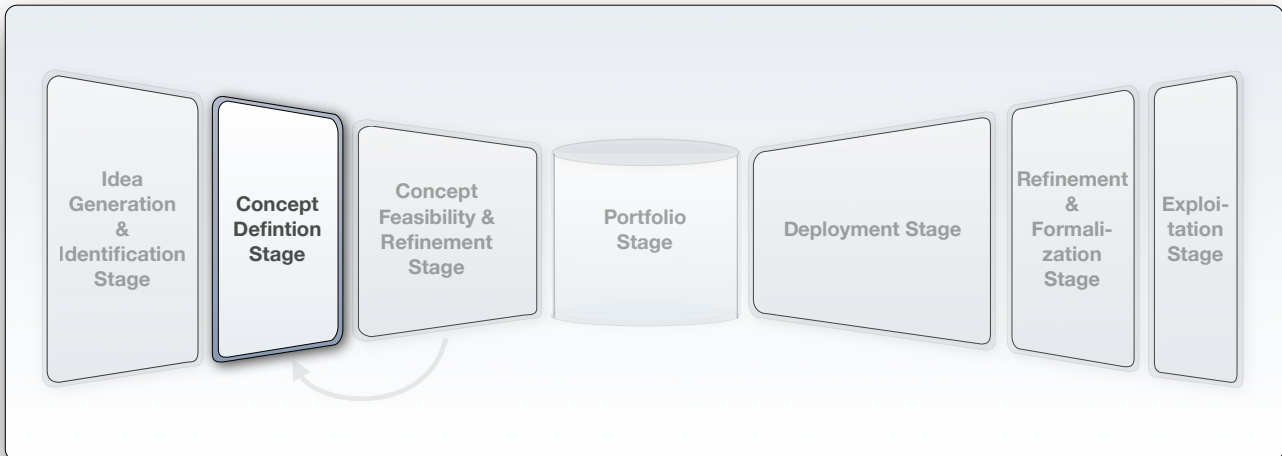 Idea
Generation
&
Identification
Stage
Concept
Defintion
Stage
Concept
Feasibility &
Refinement
Stage
Portfolio
Stage
Deployment Stage
Refinement
&
Formali-
zation
Stage
Exploi-
tation
Stage